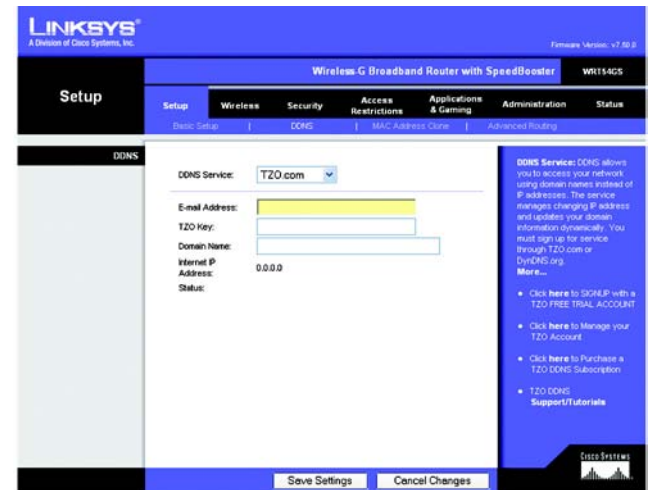 LINKSYS®
A Division of Cisco Systems, Inc.
Firmware Version: v7.50.8
Wireless-G Broadband Router with SpeedBooster
WRT54GS
Setup
Setup
Wireless
Security
Access Restrictions
Applications & Gaming
Administration
Status
Basic Setup | DDNS | MAC Address Clone | Advanced Routing
DDNS
DDNS Service: TZO.com
E-mail Address:
TZO Key:
Domain Name:
Internet IP
Address: 0.0.0.0
Status:
DDNS Service: DDNS allows
you to access your network
using domain names instead of
IP addresses. The service
manages changing IP address
and updates your domain
information dynamically. You
must sign up for service
through TZO.com or
DynDNS.org.
More...
Click here to SIGNUP with a
TZO FREE TRIAL ACCOUNT
Click here to Manage your
TZO Account
Click here to Purchase a
TZO DDNS Subscription
TZO DDNS
Support/Tutorials
Save Settings
Cancel Changes
CISCO SYSTEMS